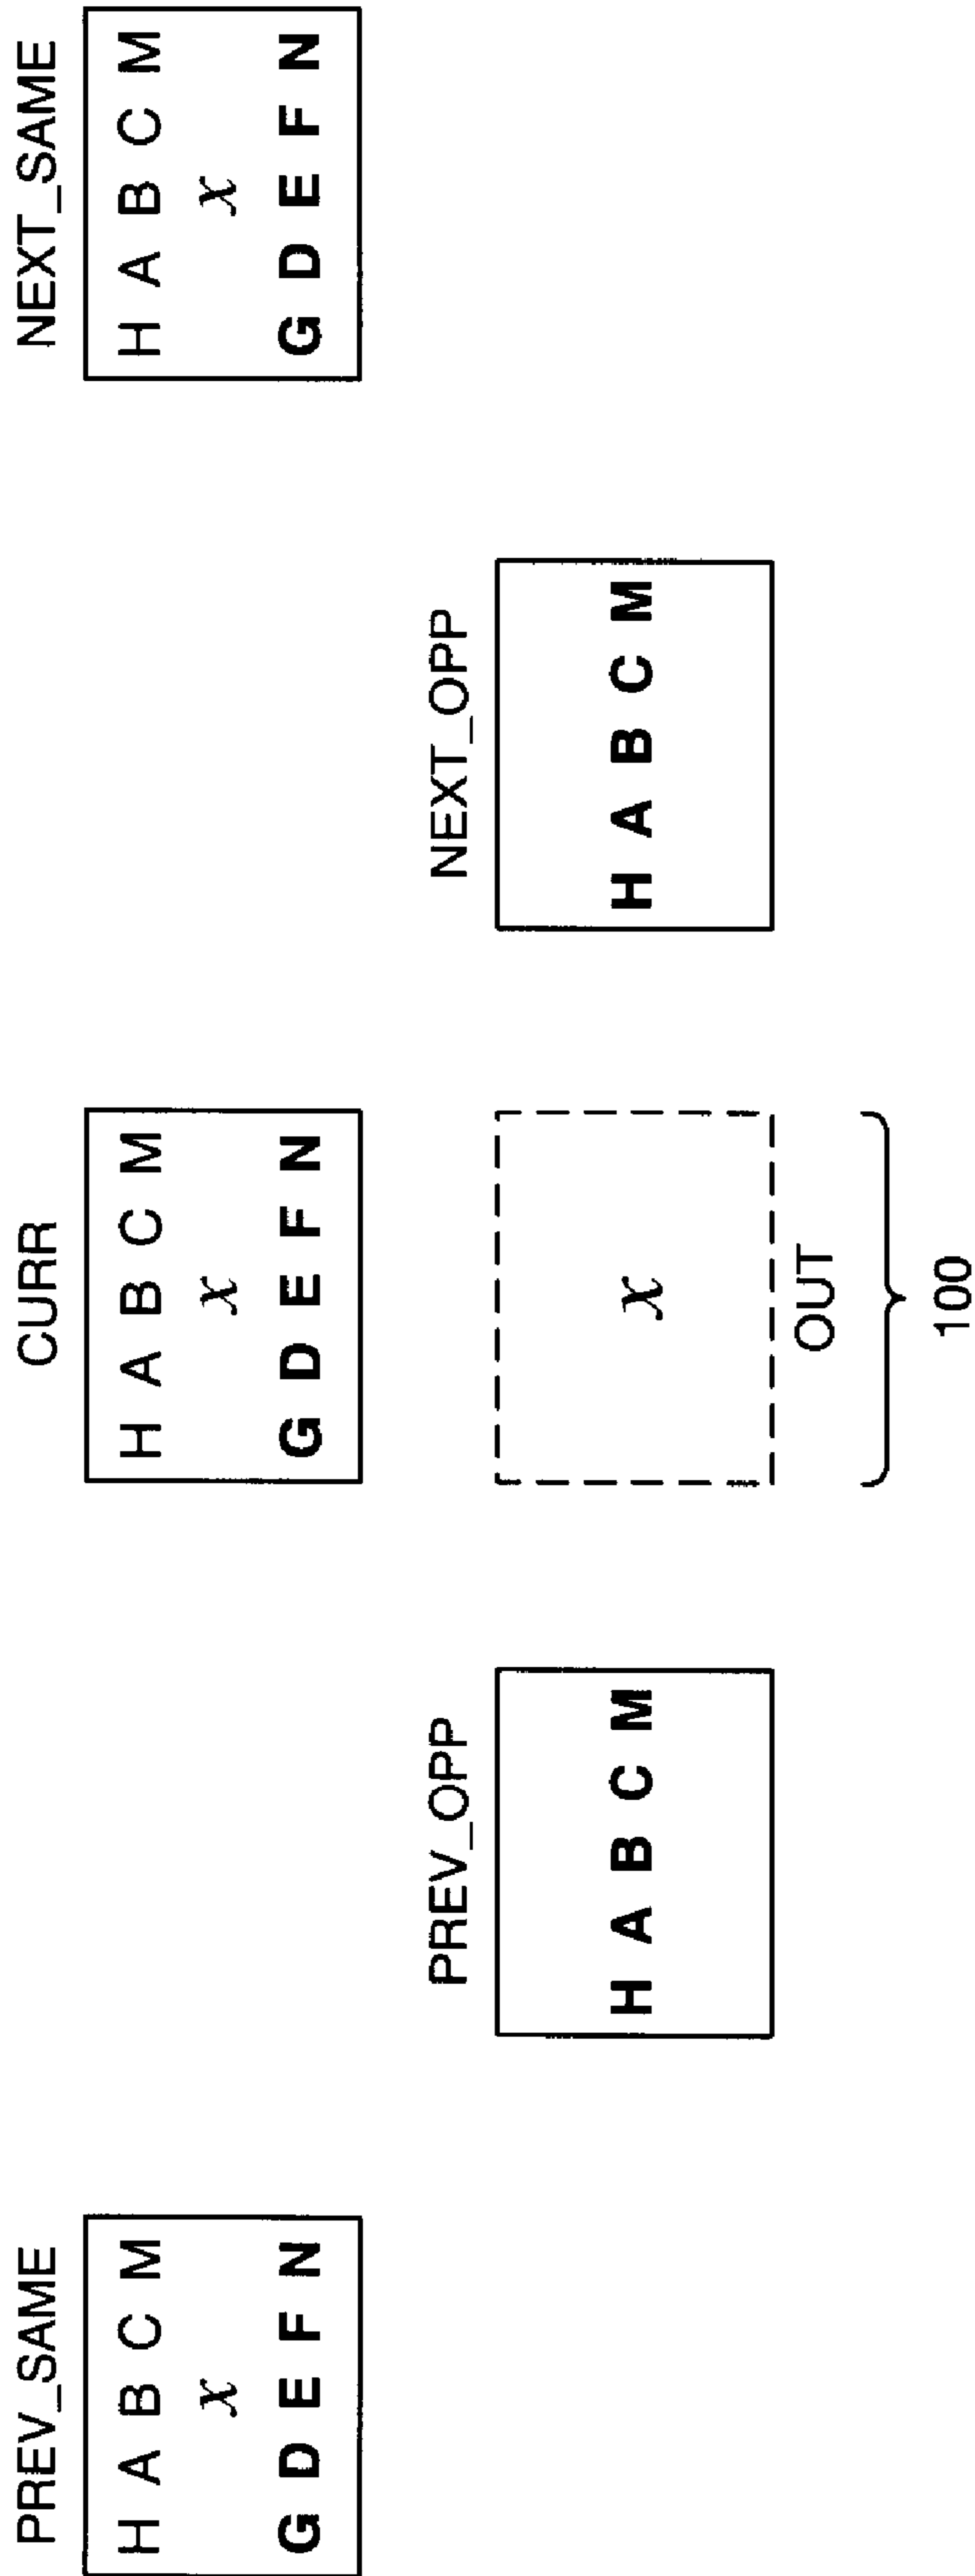 PREV_SAME
H A B C M
x
G D E F N
PREV_OPP
H A B C M
CURR
H A B C M
x
G D E F N
x
OUT
100
NEXT_OPP
H A B C M
NEXT_SAME
H A B C M
x
G D E F N